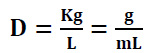 D = Kg/L = g/mL